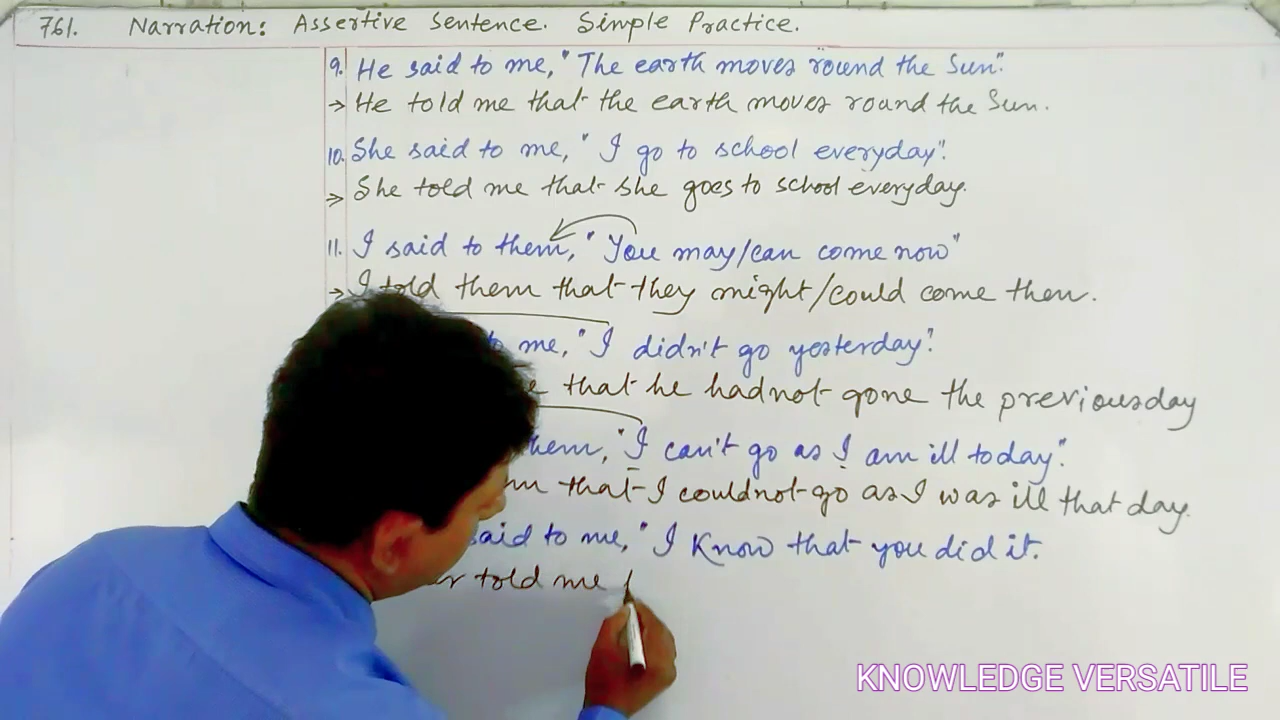 761. Narration: Assertive Sentence. Simple Practice.
9. He said to me, "The earth moves round the Sun".
→ He told me that the earth moves round the Sun.
10. She said to me, "I go to school everyday".
→ She told me that she goes to school everyday.
11. I said to them, "You may/can come now"
→ I told them that they might/could come then.
me, "I didn't go yesterday".
that he had not gone the previous day
them, "I can't go as I am ill today".
that I could not go as I was ill that day.
said to me, "I know that you did it.
told me
KNOWLEDGE VERSATILE